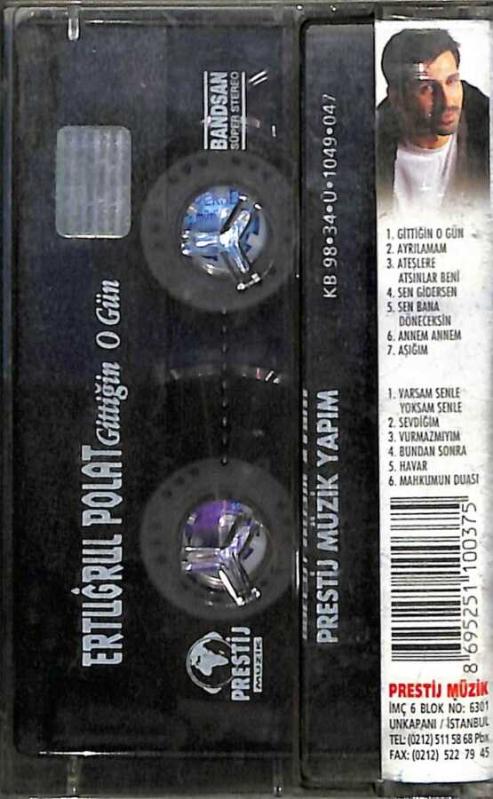 BANDSAN
SÜPER STEREO
ERTUĞRUL POLAT Gittiğin O Gün
PRESTİJ
MÜZİK
KB 98•34•Ü•1049•047
PRESTİJ MÜZİK YAPIM
1. GİTTİĞİN O GÜN
2. AYRILAMAM
3. ATEŞLERE
ATSINLAR BENİ
4. SEN GİDERSEN
5. SEN BANA
DÖNECEKSİN
6. ANNEM ANNEM
7. AŞIĞIM
1. VARSAM SENLE
YOKSAM SENLE
2. SEVDİĞİM
3. VURMAZMIYIM
4. BUNDAN SONRA
5. HAVAR
6. MAHKUMUN DUASI
8 695251 100375
PRESTİJ MÜZİK
İMÇ 6 BLOK NO: 6301
UNKAPANI / İSTANBUL
TEL: (0212) 511 58 68 Pbx
FAX: (0212) 522 79 45